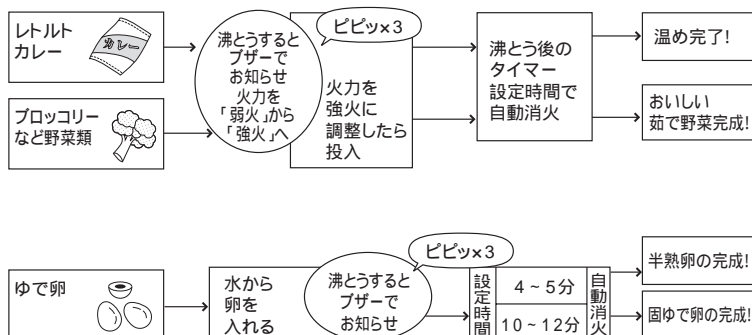 レトルト
カレー
カレー
沸とうすると
ブザーで
お知らせ
火力を
「弱火」から
「強火」へ
ピピッ×3
火力を
強火に
調整したら
投入
沸とう後の
タイマー
設定時間で
自動消火
温め完了!
ブロッコリー
など野菜類
おいしい
茹で野菜完成!
ゆで卵
水から
卵を
入れる
沸とうすると
ブザーで
お知らせ
ピピッ×3
設定時間
4~5分
10~12分
自動消火
半熟卵の完成!
固ゆで卵の完成!